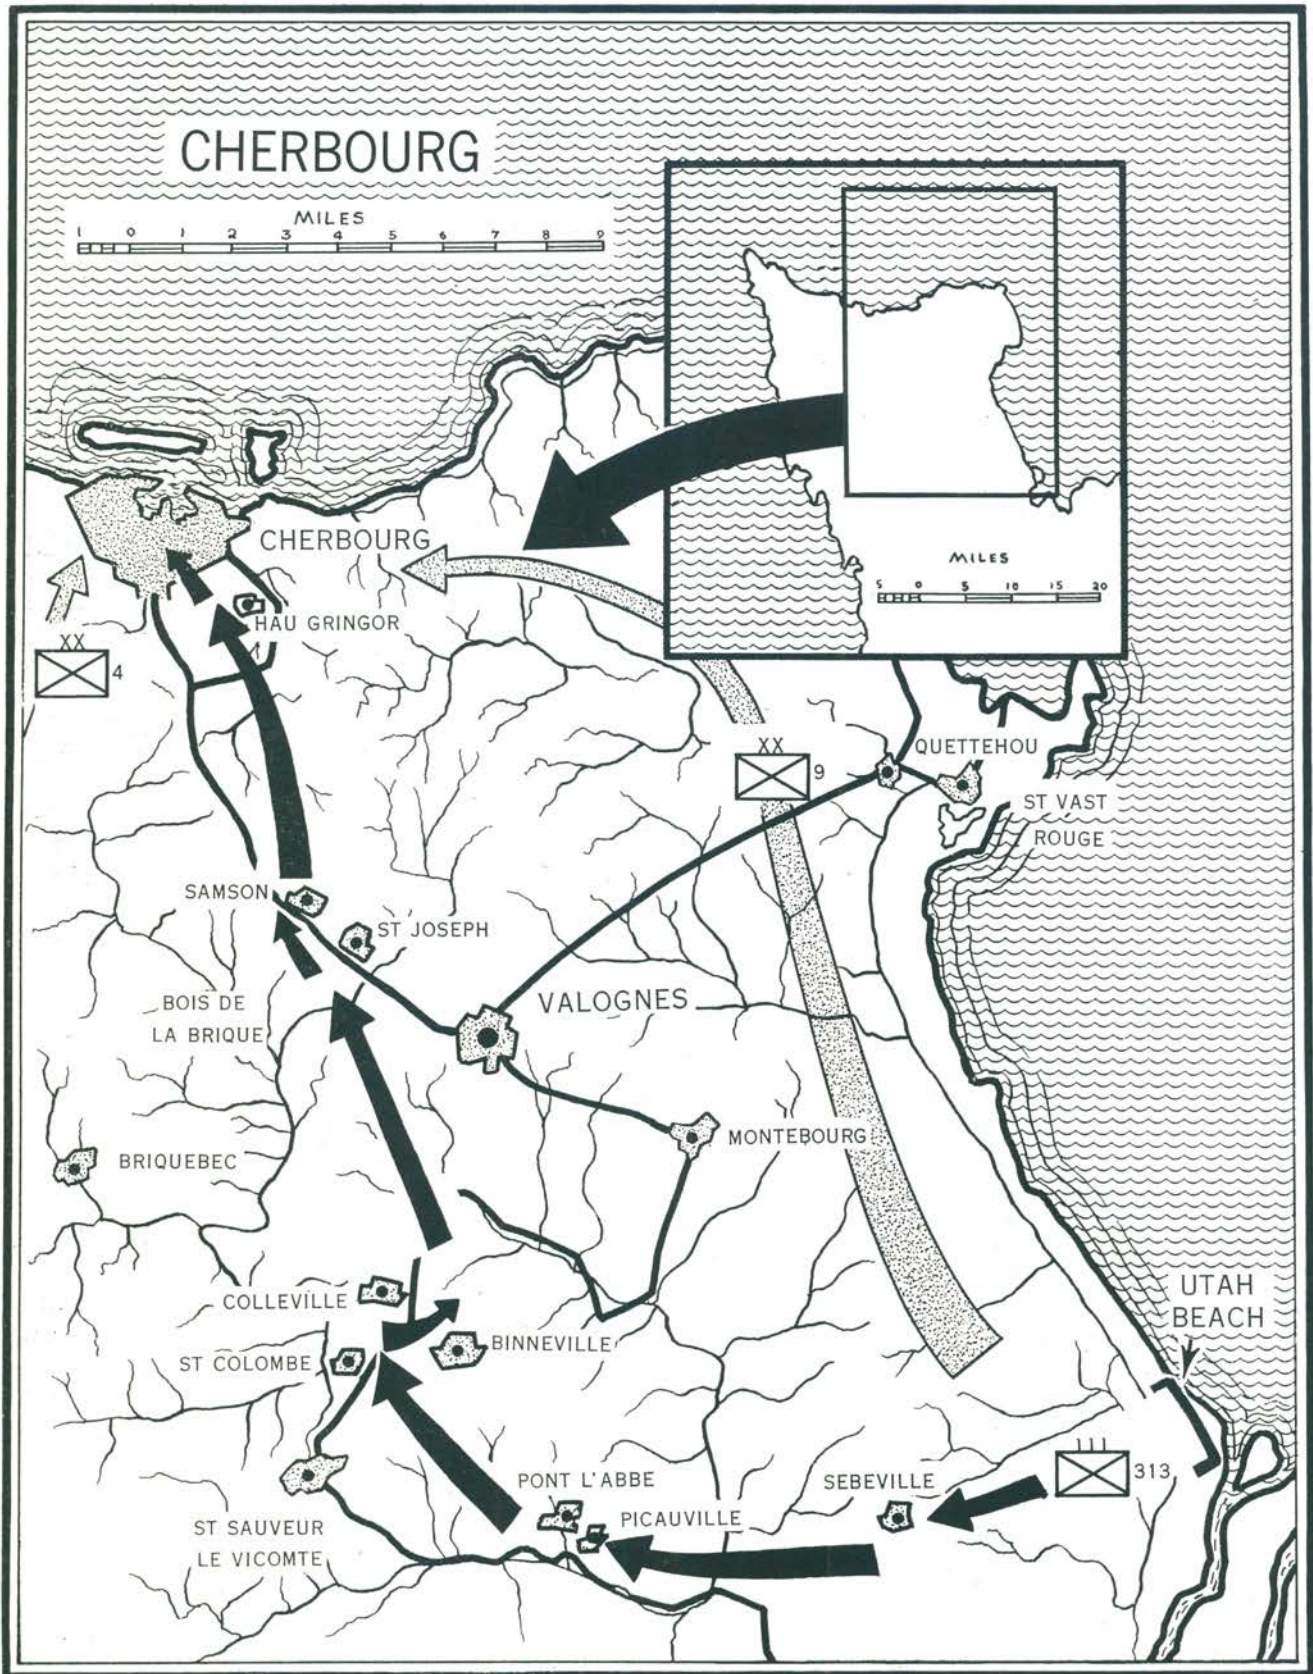 CHERBOURG
MILES
1 0 1 2 3 4 5 6 7 8 9
MILES
5 0 5 10 15 20
CHERBOURG
HAU GRINGOR
XX
4
XX
9
QUETTEHOU
ST VAST
ROUGE
SAMSON
ST JOSEPH
BOIS DE
LA BRIQUE
VALOGNES
MONTEBOURG
BRIQUEBEC
UTAH
BEACH
COLLEVILLE
BINNEVILLE
ST COLOMBE
III
313
PONT L'ABBE
SEBEVILLE
PICAUVILLE
ST SAUVEUR
LE VICOMTE